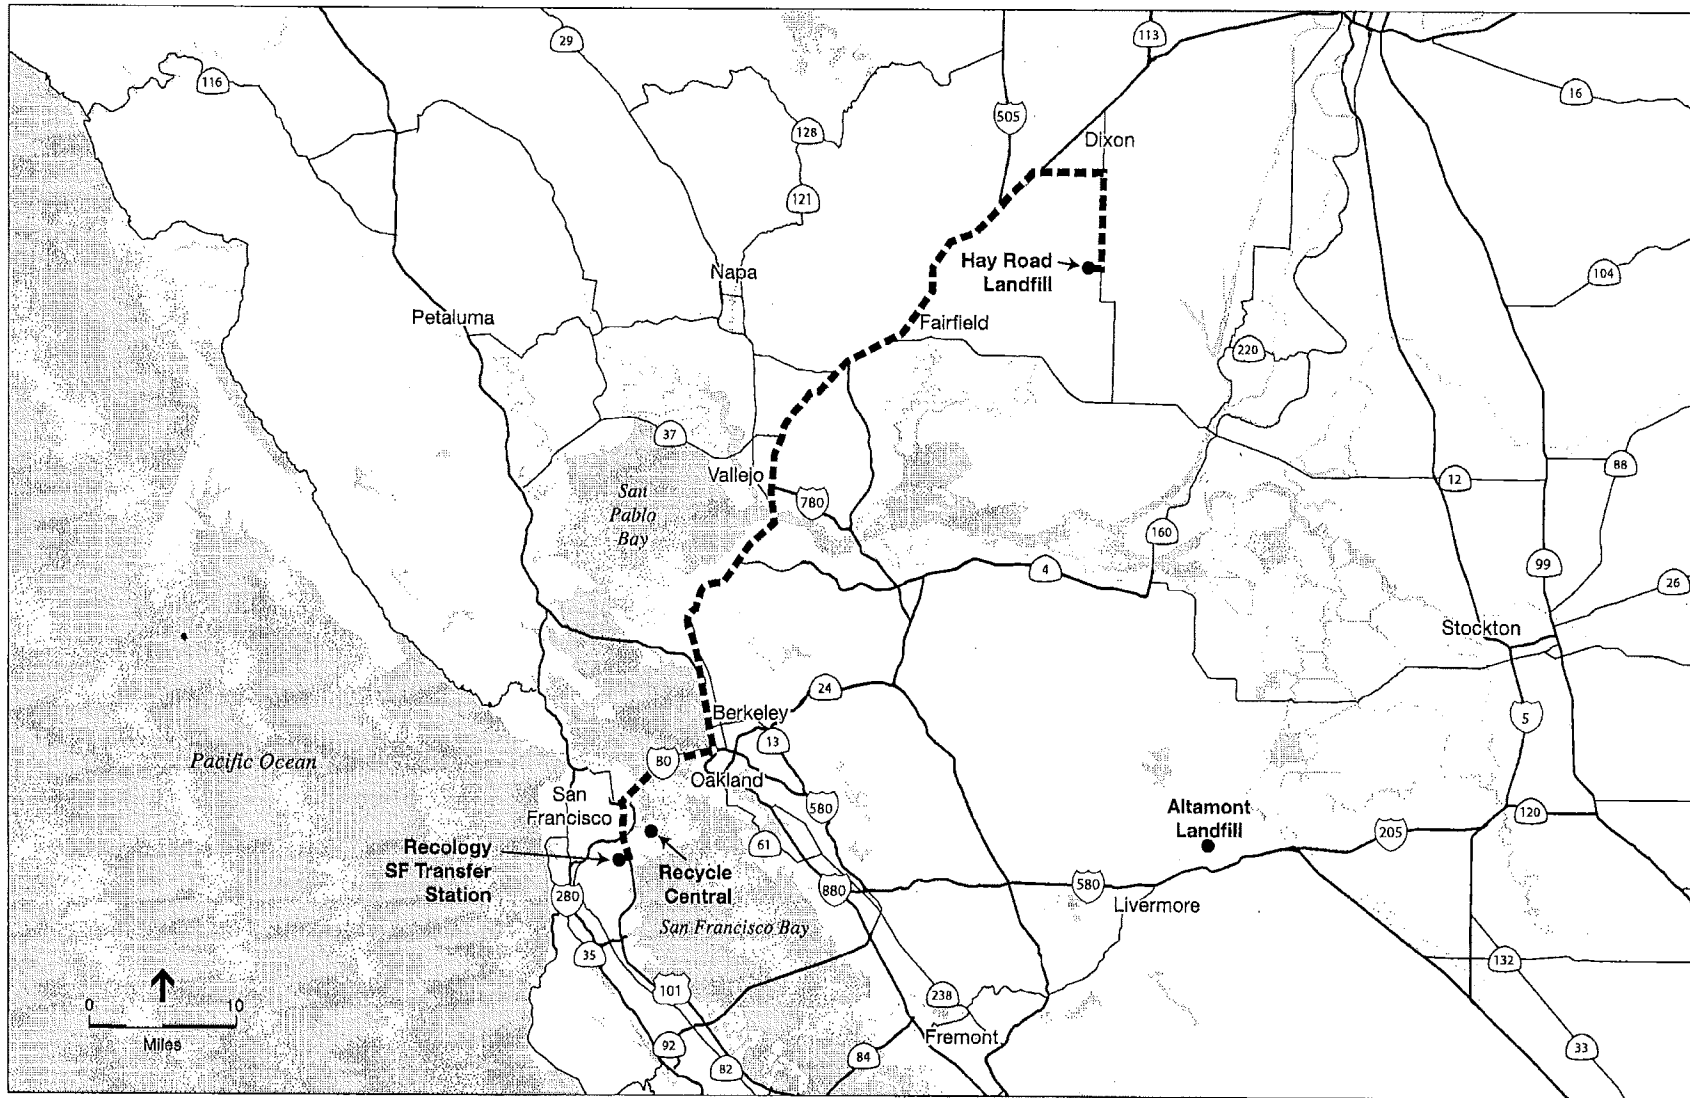 29
113
116
16
505
128
Dixon
121
Hay Road
Landfill
104
Napa
Petaluma
Fairfield
220
37
88
Vallejo
12
San
Pablo
Bay
780
160
4
99
26
Stockton
24
Berkeley
5
13
Pacific Ocean
80
Oakland
San
Francisco
580
Altamont
Landfill
120
205
61
Recology
SF Transfer
Station
Recycle
Central
880
580
280
Livermore
San Francisco Bay
35
132
101
238
0
10
Miles
92
Fremont
84
33
82